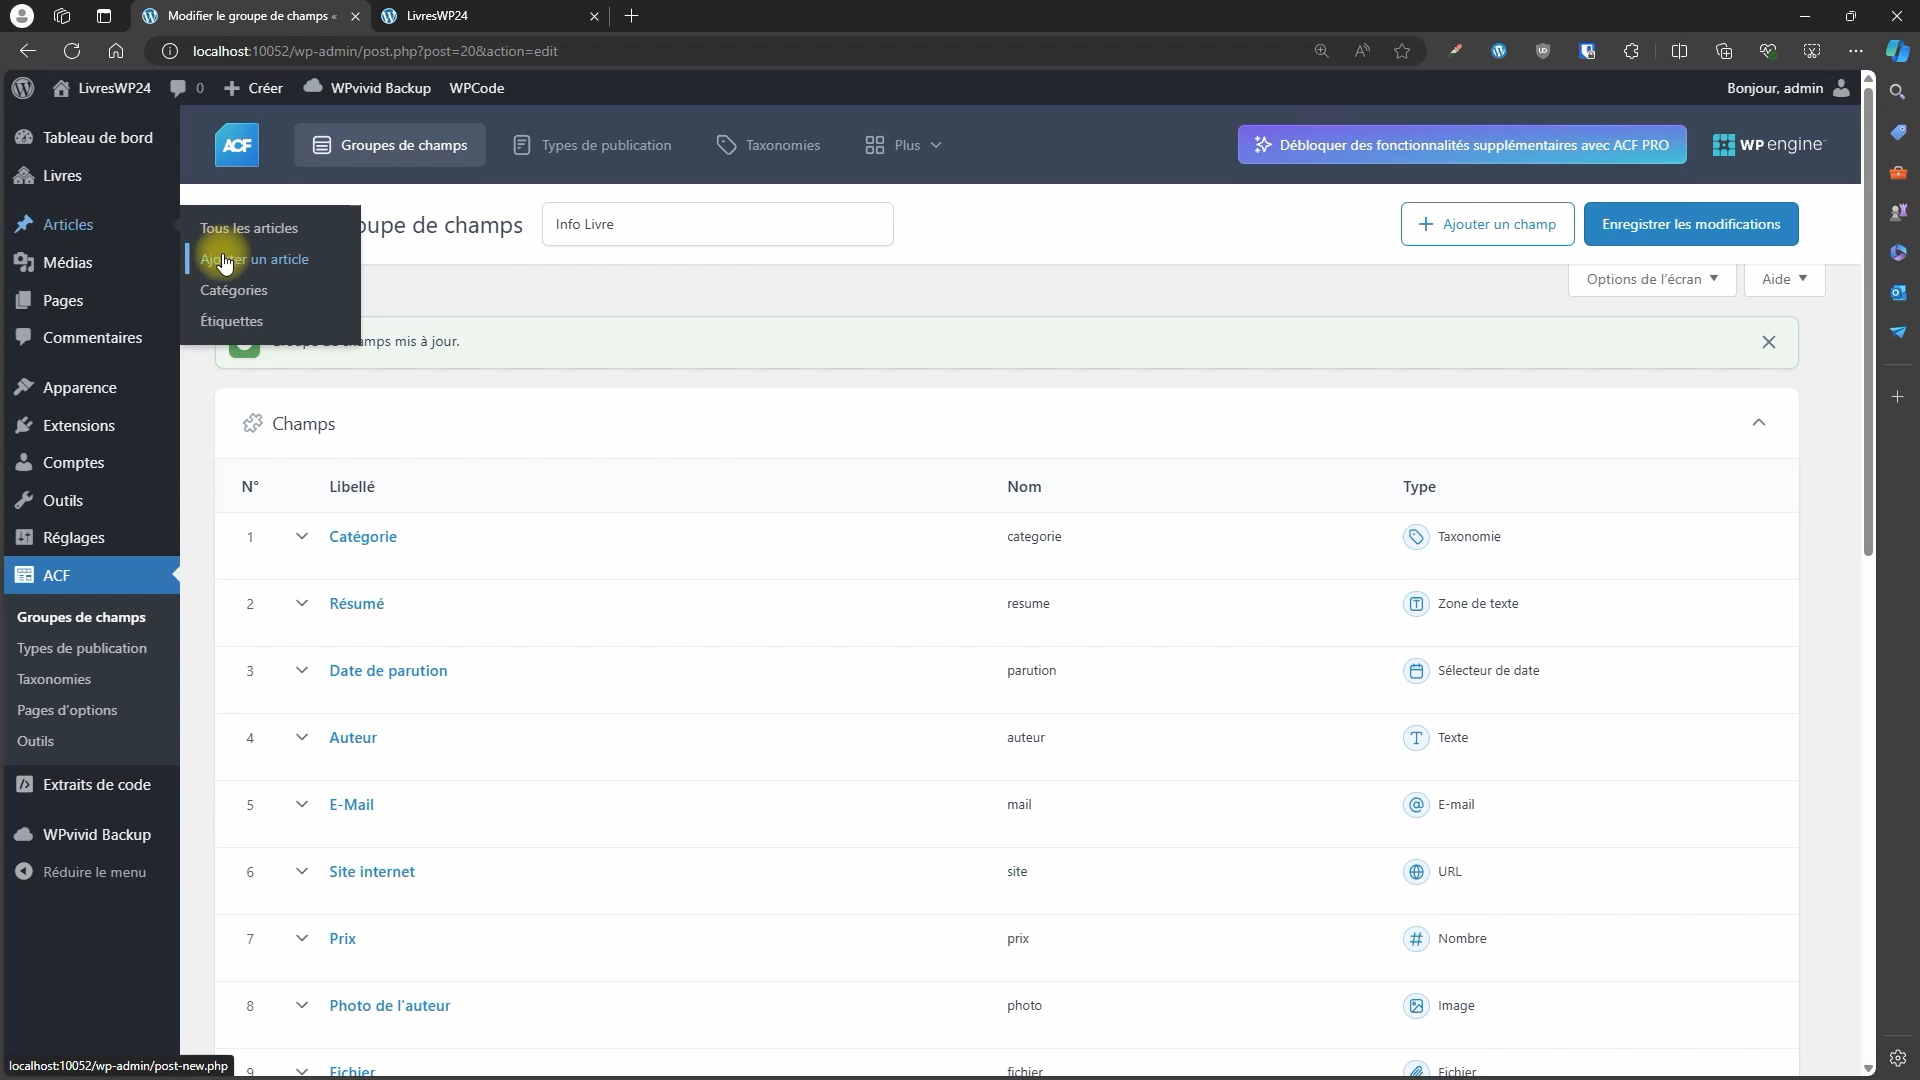 Modifier le groupe de champs «
LivresWP24
localhost:10052/wp-admin/post.php?post=20&action=edit
LivresWP24
0
Créer
WPvivid Backup
WPCode
Bonjour, admin
Tableau de bord
Livres
Articles
Médias
Pages
Commentaires
Apparence
Extensions
Comptes
Outils
Réglages
ACF
Groupes de champs
Types de publication
Taxonomies
Pages d'options
Outils
Extraits de code
WPvivid Backup
Réduire le menu
Tous les articles
Ajouter un article
Catégories
Étiquettes
ACF
Groupes de champs
Types de publication
Taxonomies
Plus
Débloquer des fonctionnalités supplémentaires avec ACF PRO
WP engine
oupe de champs
Info Livre
Ajouter un champ
Enregistrer les modifications
Options de l'écran
Aide
amps mis à jour.
Champs
N° Libellé Nom Type
1 Catégorie categorie Taxonomie
2 Résumé resume Zone de texte
3 Date de parution parution Sélecteur de date
4 Auteur auteur Texte
5 E-Mail mail E-mail
6 Site internet site URL
7 Prix prix Nombre
8 Photo de l'auteur photo Image
9 Fichier fichier Fichier
localhost:10052/wp-admin/post-new.php